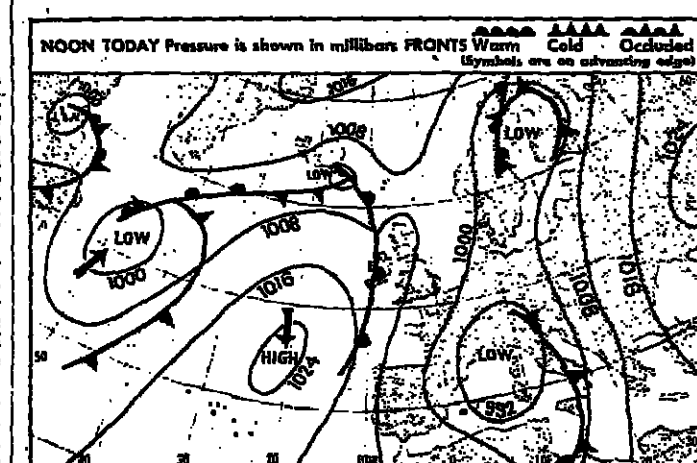 NOON TODAY Pressure is shown in millibars FRONTS Warm Cold Occluded
(Symbols are on advancing edge)
1016
1008
LOW
LOW
LOW
1008
1000
1000
1016
1008
1016
50
HIGH
1024
LOW
992